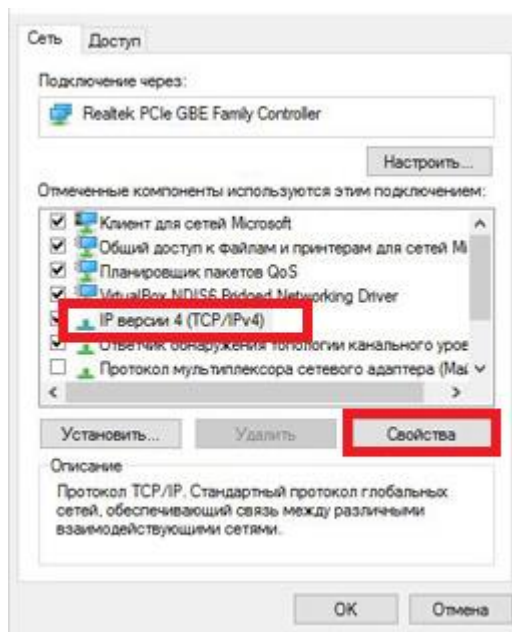 Сеть Доступ
Подключение через:
Realtek PCIe GBE Family Controller
Настроить...
Отмеченные компоненты используются этим подключением:
Клиент для сетей Microsoft
Общий доступ к файлам и принтерам для сетей Mi
Планировщик пакетов QoS
VirtualBox NDIS6 Bridged Networking Driver
IP версии 4 (TCP/IPv4)
Ответчик обнаружения топологии канального уров
Протокол мультиплексора сетевого адаптера (Май
Установить... Удалить Свойства
Описание
Протокол TCP/IP. Стандартный протокол глобальных
сетей, обеспечивающий связь между различными
взаимодействующими сетями.
OK Отмена